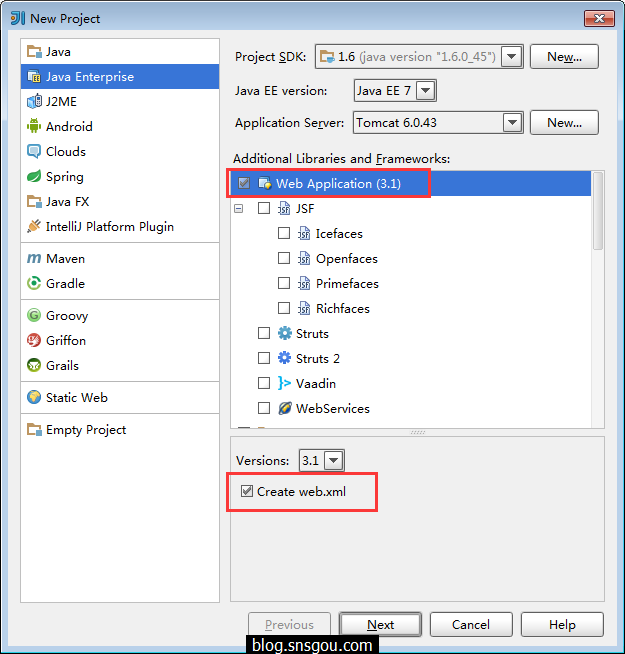 New Project
Java
Java Enterprise
J2ME
Android
Clouds
Spring
Java FX
IntelliJ Platform Plugin
Maven
Gradle
Groovy
Griffon
Grails
Static Web
Empty Project
Project SDK: 1.6 (java version "1.6.0_45") New...
Java EE version: Java EE 7
Application Server: Tomcat 6.0.43 New...
Additional Libraries and Frameworks:
Web Application (3.1)
JSF
Icefaces
Openfaces
Primefaces
Richfaces
Struts
Struts 2
Vaadin
WebServices
Versions: 3.1
Create web.xml
Previous Next Cancel Help
blog.snsgou.com